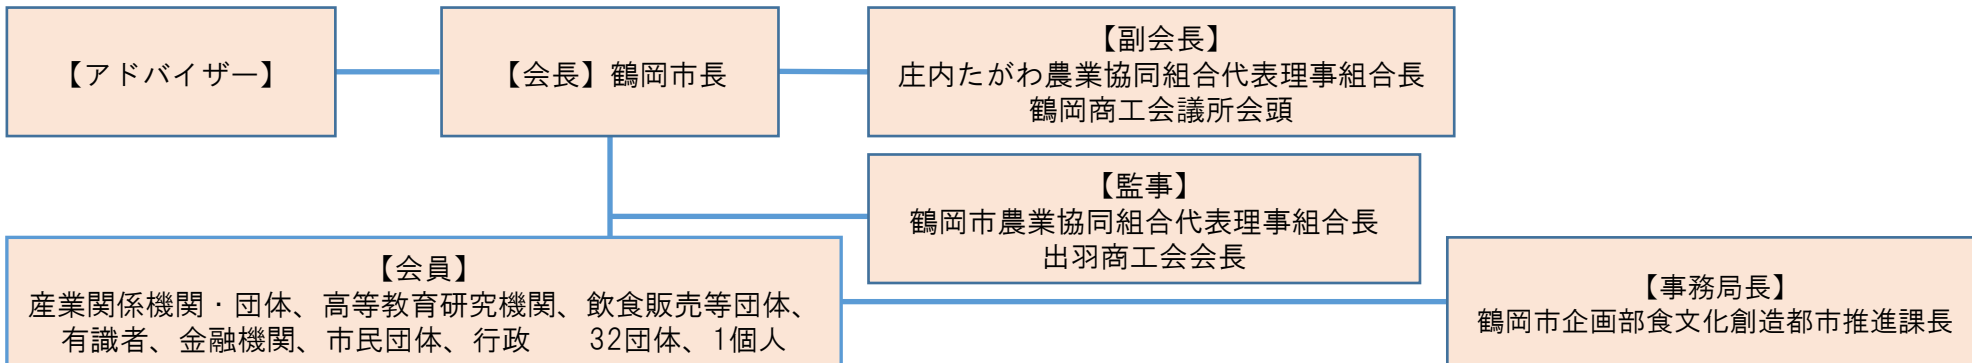 【アドバイザー】
【会長】鶴岡市長
【副会長】
庄内たがわ農業協同組合代表理事組合長
鶴岡商工会議所会頭
【監事】
鶴岡市農業協同組合代表理事組合長
出羽商工会会長
【会員】
産業関係機関・団体、高等教育研究機関、飲食販売等団体、
有識者、金融機関、市民団体、行政　　32団体、1個人
【事務局長】
鶴岡市企画部食文化創造都市推進課長